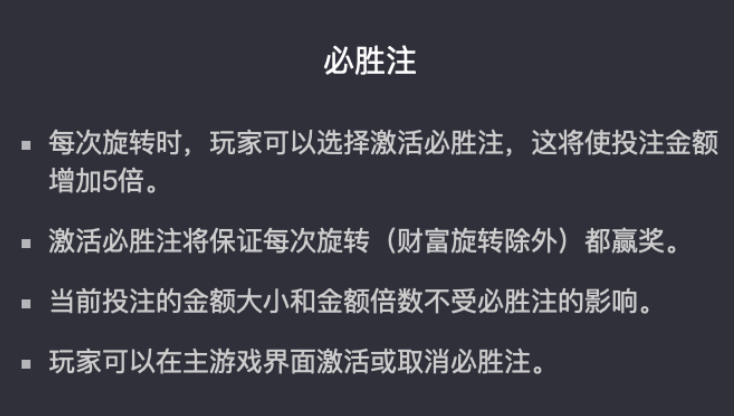 必胜注
▪ 每次旋转时，玩家可以选择激活必胜注，这将使投注金额
增加5倍。
▪ 激活必胜注将保证每次旋转（财富旋转除外）都赢奖。
▪ 当前投注的金额大小和金额倍数不受必胜注的影响。
▪ 玩家可以在主游戏界面激活或取消必胜注。